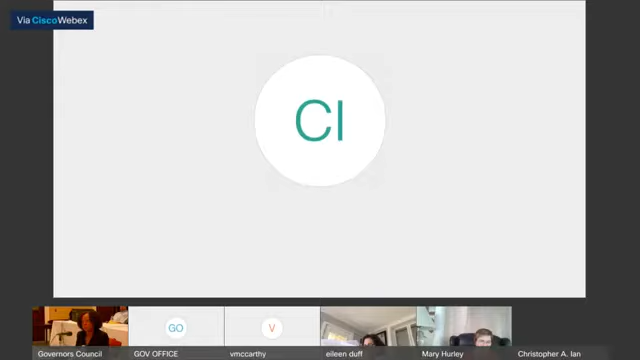 Via CiscoWebex
CI
GO
V
Governors Council
GOV OFFICE
vmccarthy
eileen duff
Mary Hurley
Christopher A. Ian